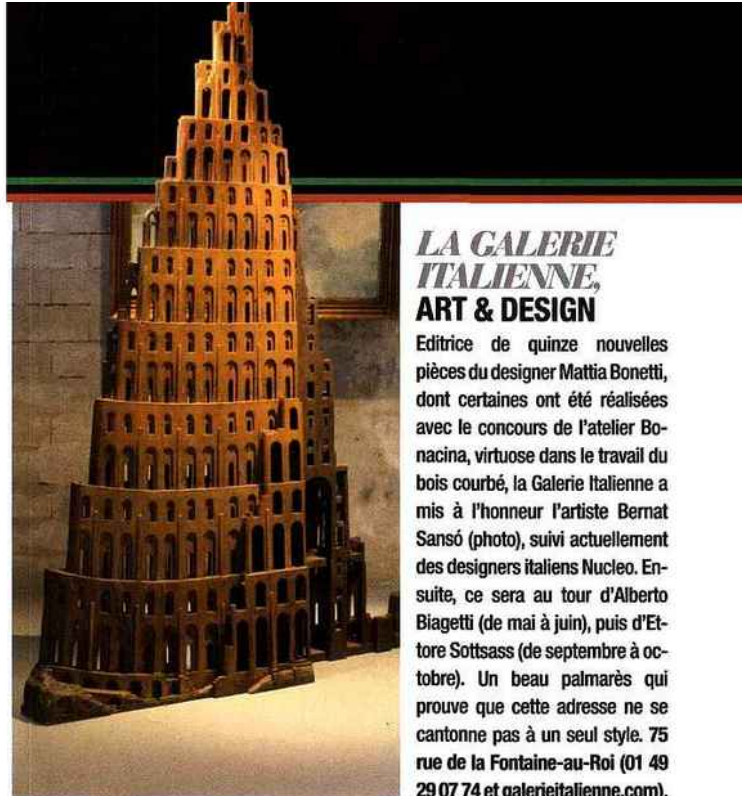 LA GALERIE
ITALIENNE,
ART & DESIGN
Editrice de quinze nouvelles
pièces du designer Mattia Bonetti,
dont certaines ont été réalisées
avec le concours de l'atelier Bo-
nacina, virtuose dans le travail du
bois courbé, la Galerie Italienne a
mis à l'honneur l'artiste Bernat
Sansó (photo), suivi actuellement
des designers italiens Nucleo. En-
suite, ce sera au tour d'Alberto
Biagetti (de mai à juin), puis d'Et-
tore Sottsass (de septembre à oc-
tobre). Un beau palmarès qui
prouve que cette adresse ne se
cantonne pas à un seul style. 75
rue de la Fontaine-au-Roi (01 49
29 07 74 et galerieitalienne.com).